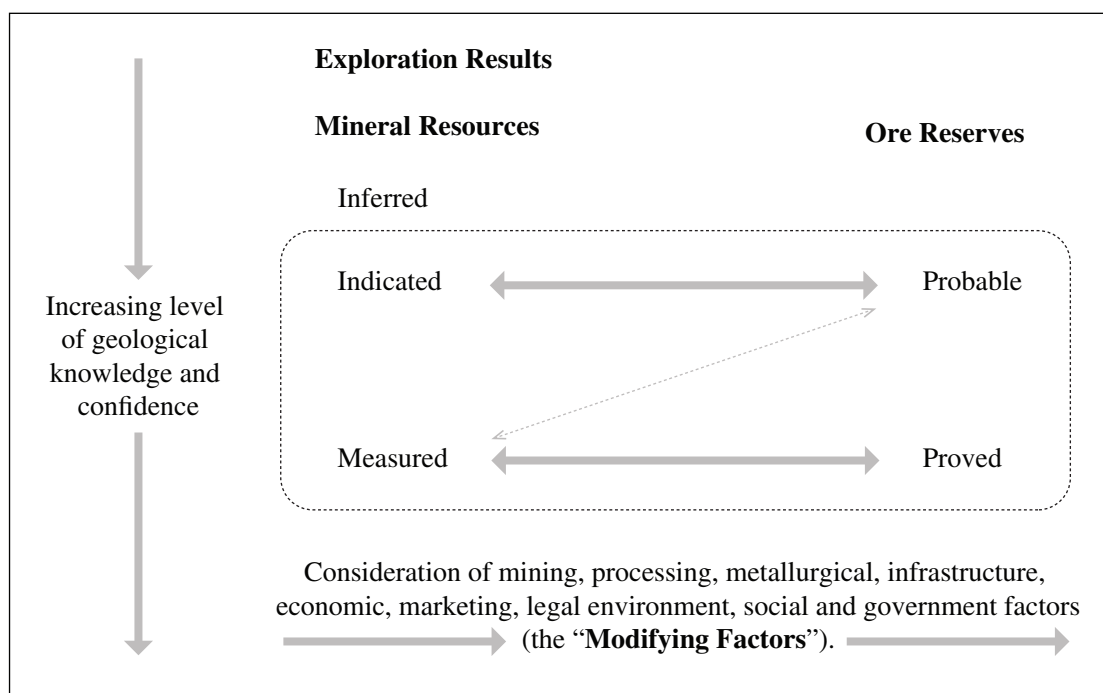 Exploration Results
Mineral Resources
Ore Reserves
Inferred
Indicated
Probable
Increasing level
of geological
knowledge and
confidence
Measured
Proved
Consideration of mining, processing, metallurgical, infrastructure,
economic, marketing, legal environment, social and government factors
(the “Modifying Factors”).